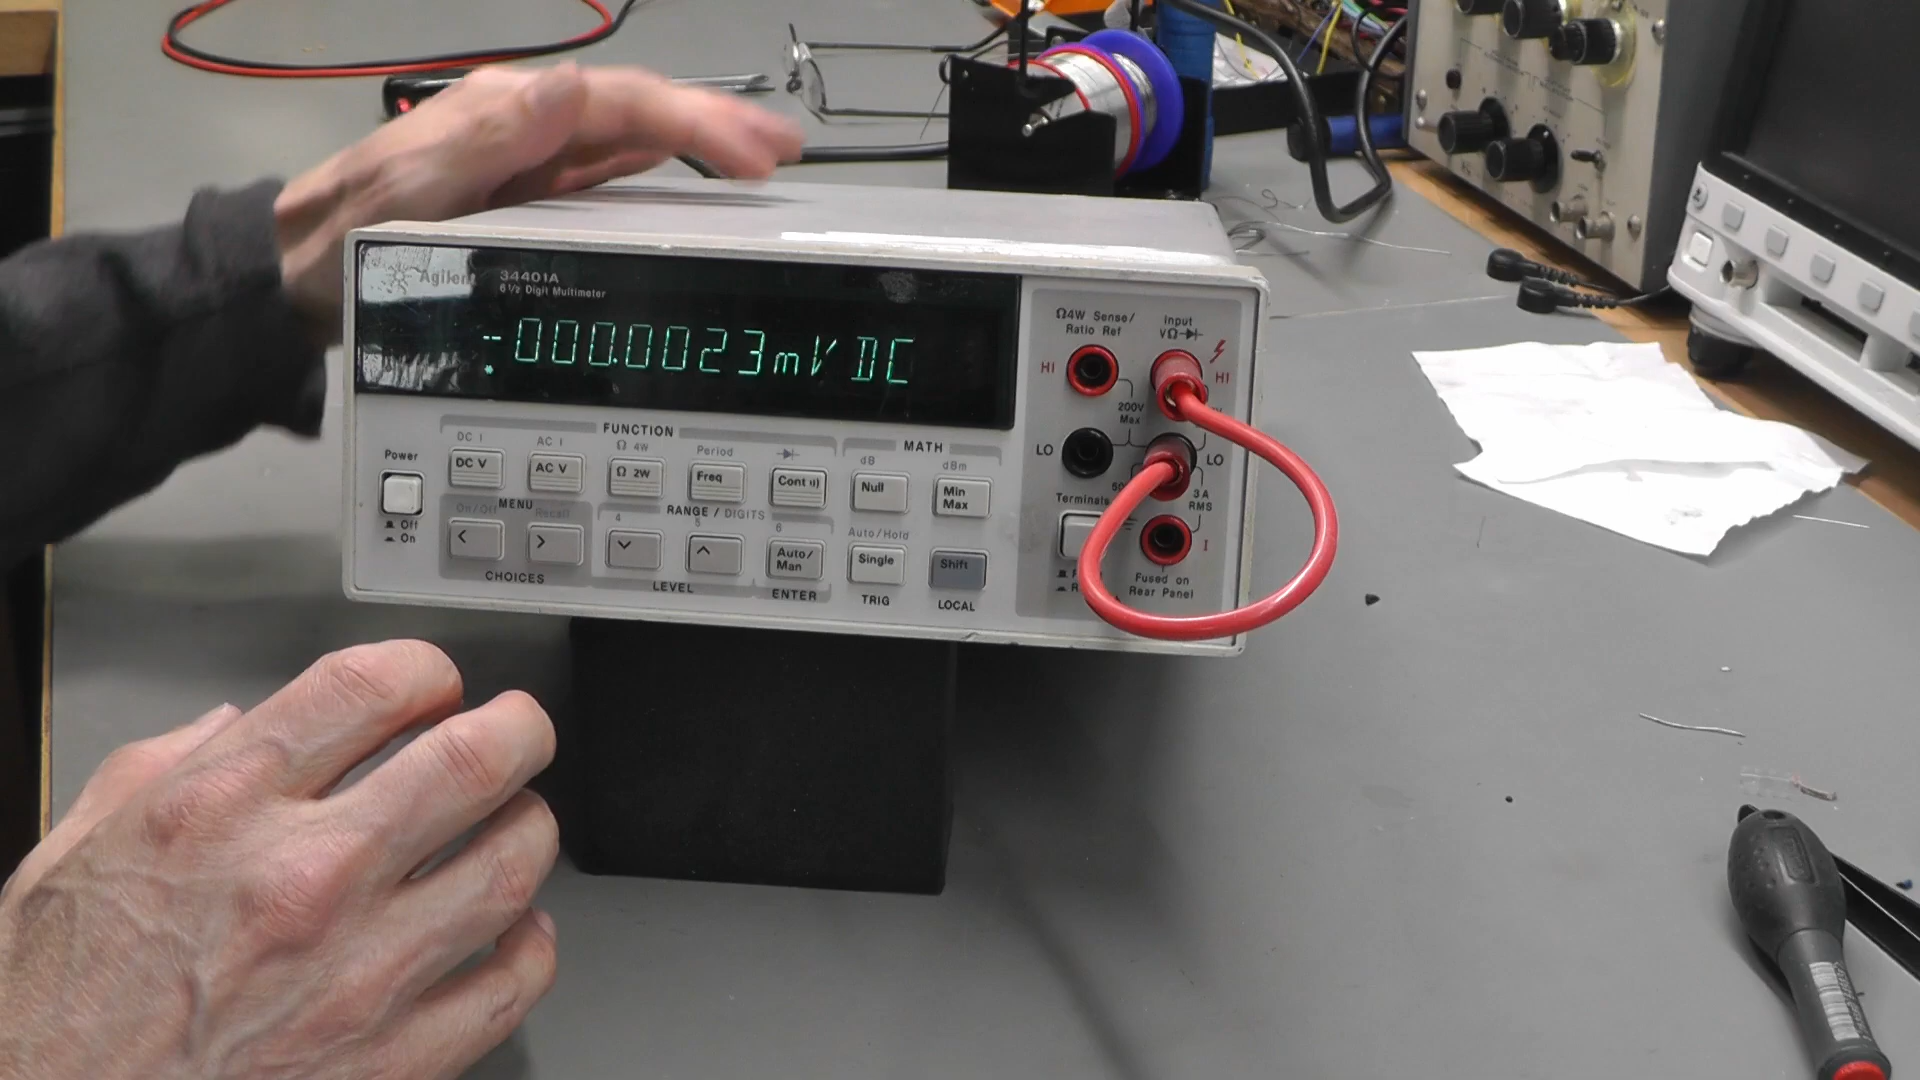 Agilent 34401A
6½ Digit Multimeter
-000.0023mV DC
*
Ω4W Sense/
Ratio Ref
Input
VΩ
HI
HI
200V
Max
LO
LO
Terminals
3A
RMS
I
Fused on
Rear Panel
FUNCTION
MATH
Power
Off
On
DC I
AC I
Ω 4W
Period
dB
dBm
DC V
AC V
Ω 2W
Freq
Cont
Null
Min
Max
On/Off
MENU
Recall
RANGE / DIGITS
4
5
6
Auto/Hold
<
>
Auto/
Man
Single
Shift
CHOICES
LEVEL
ENTER
TRIG
LOCAL